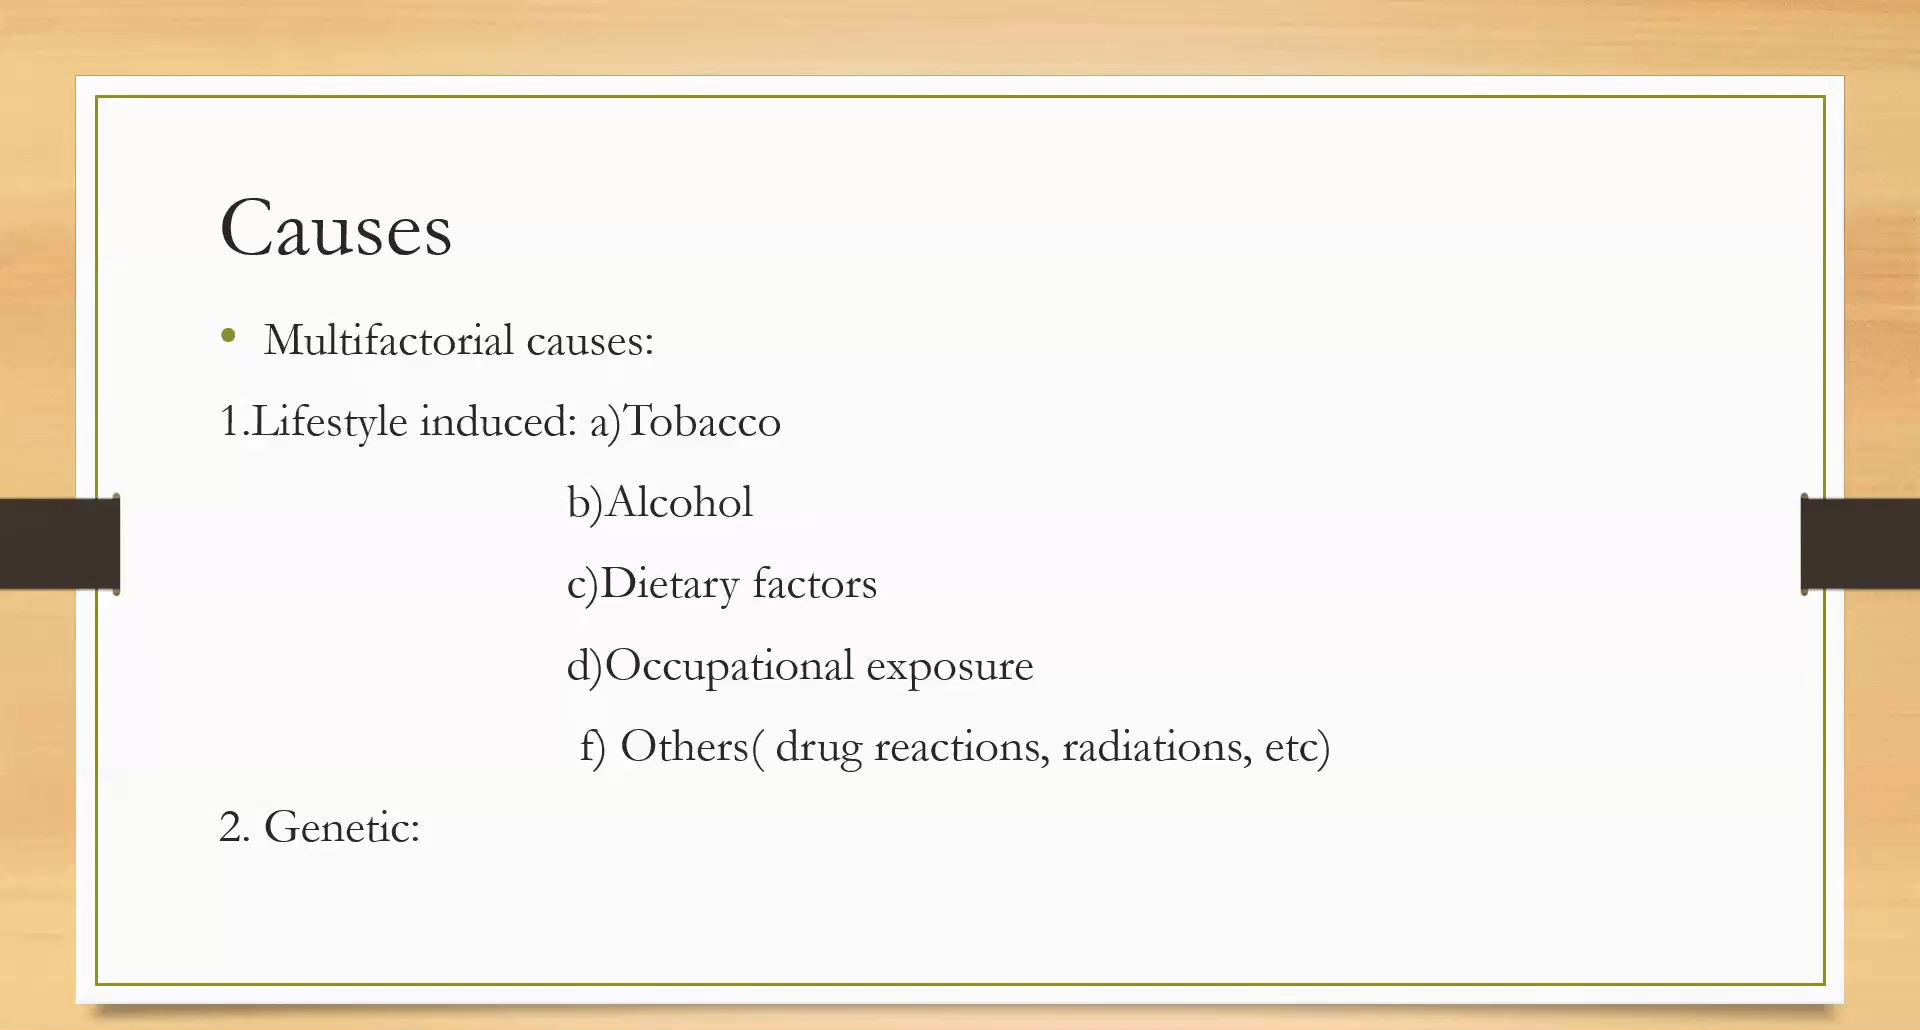 Causes
• Multifactorial causes:
1.Lifestyle induced: a)Tobacco
b)Alcohol
c)Dietary factors
d)Occupational exposure
f) Others( drug reactions, radiations, etc)
2. Genetic: